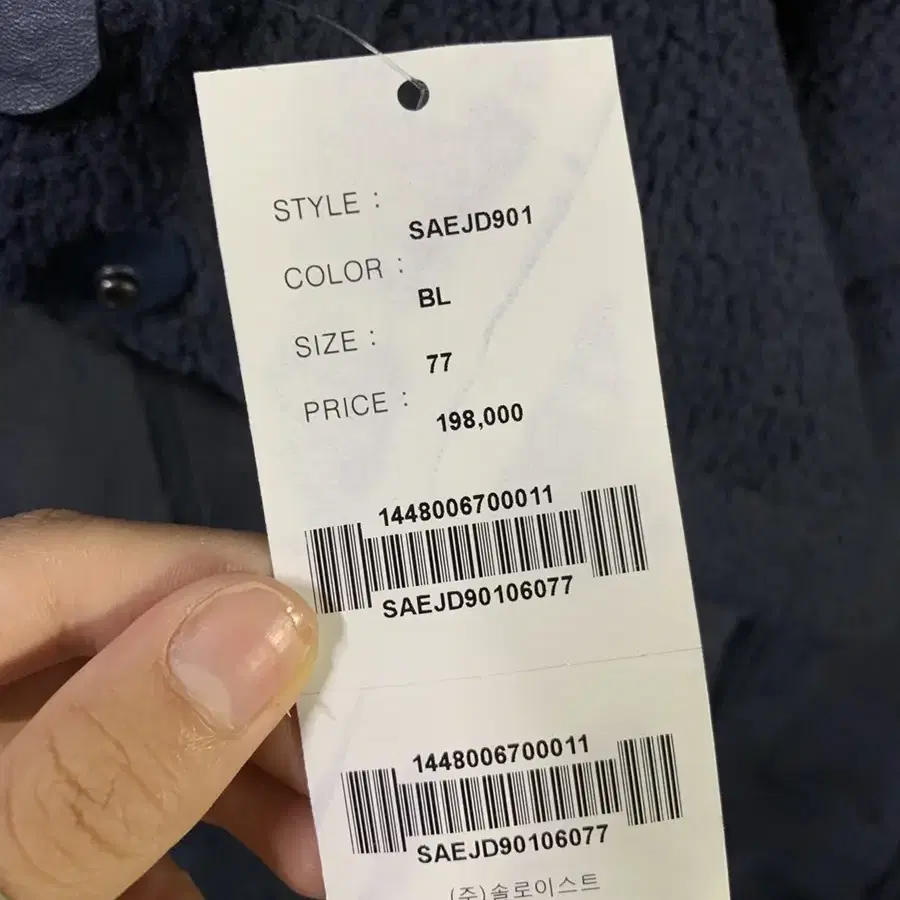 STYLE :
SAEJD901
COLOR :
BL
SIZE :
77
PRICE :
198,000
1448006700011
SAEJD90106077
1448006700011
SAEJD90106077
(주)솔로이스트